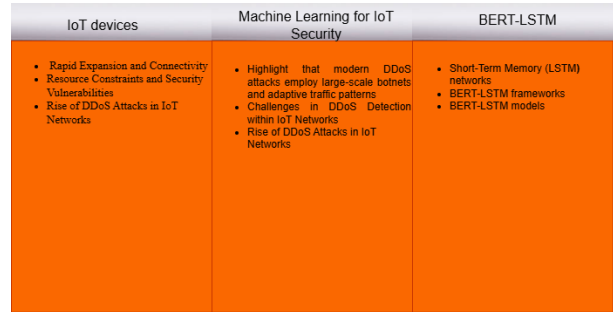 IoT devices
Machine Learning for IoT
Security
BERT-LSTM
• Rapid Expansion and Connectivity
• Resource Constraints and Security
Vulnerabilities
• Rise of DDoS Attacks in IoT
Networks
• Highlight that modern DDoS
attacks employ large-scale botnets
and adaptive traffic patterns
• Challenges in DDoS Detection
within IoT Networks
• Rise of DDoS Attacks in IoT
Networks
• Short-Term Memory (LSTM)
networks
• BERT-LSTM frameworks
• BERT-LSTM models